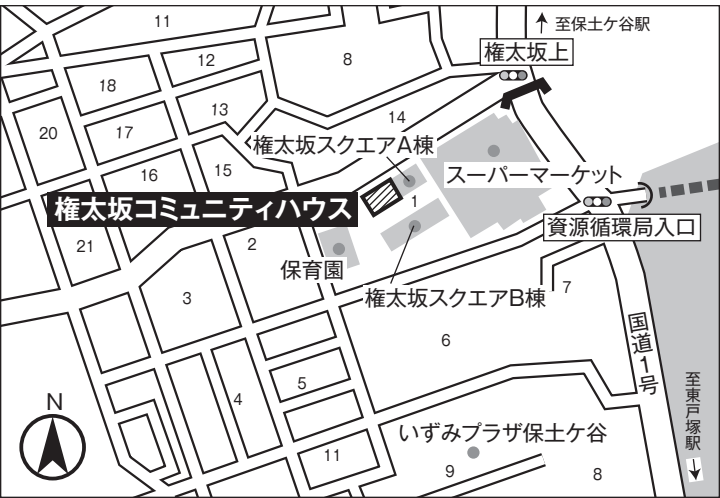 11
↑ 至保土ケ谷駅
権太坂上
12
8
18
13
14
20
17
権太坂スクエアA棟
16
15
スーパーマーケット
権太坂コミュニティハウス
1
資源循環局入口
21
2
保育園
3
権太坂スクエアB棟
7
国道1号
6
至東戸塚駅 ↓
4
5
N
いずみプラザ保土ケ谷
11
9
8